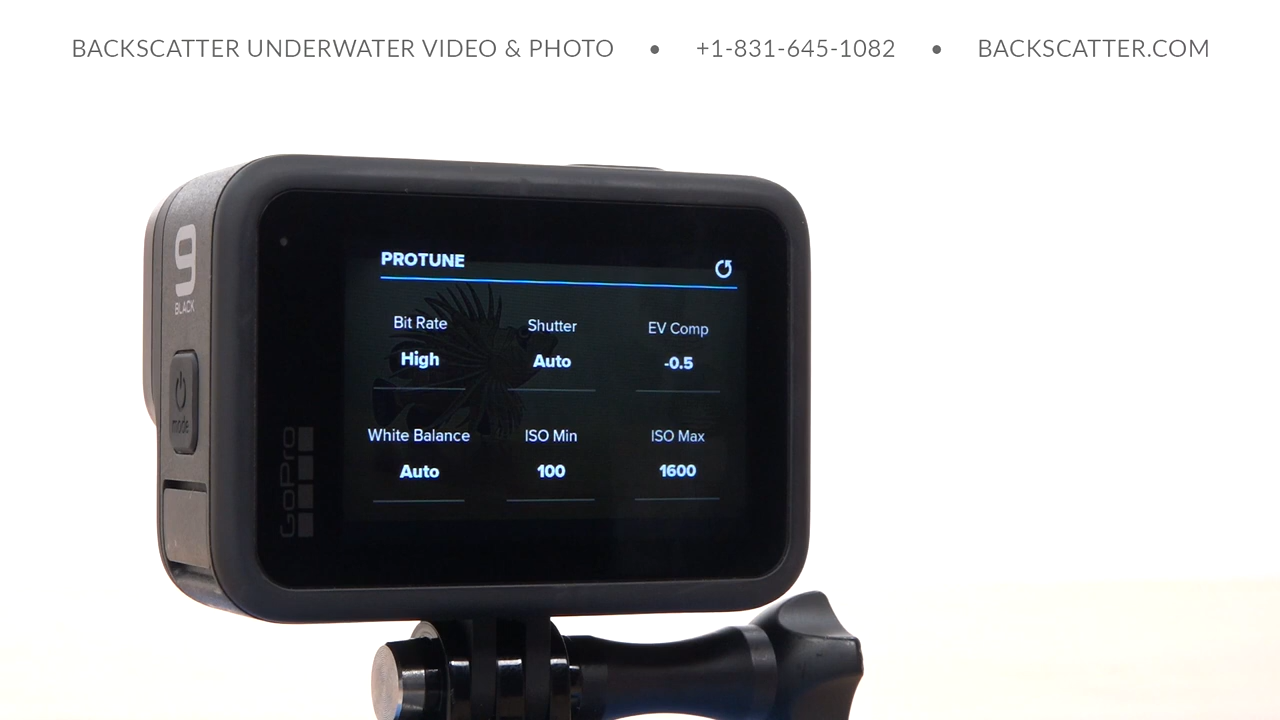 BACKSCATTER UNDERWATER VIDEO & PHOTO • +1-831-645-1082 • BACKSCATTER.COM
9
BLACK
mode
GoPro
PROTUNE
Bit Rate Shutter EV Comp
High Auto -0.5
White Balance ISO Min ISO Max
Auto 100 1600